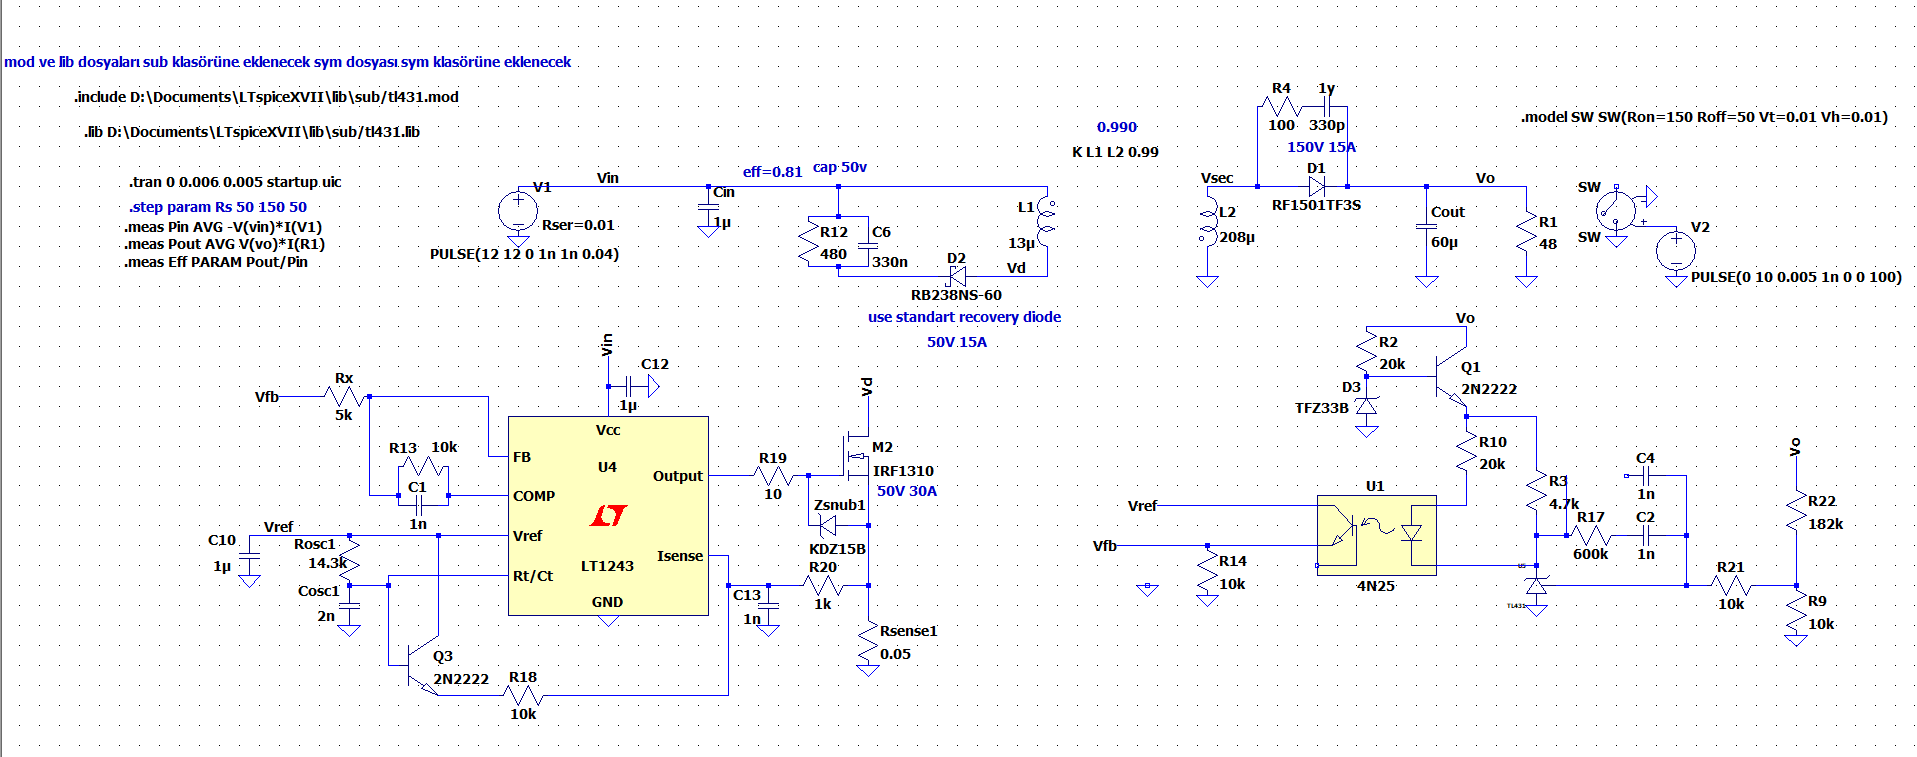 mod ve lib dosyaları sub klasörüne eklenecek sym dosyası sym klasörüne eklenecek
.include D:\Documents\LTspiceXVII\lib\sub/tl431.mod
.lib D:\Documents\LTspiceXVII\lib\sub/tl431.lib
.tran 0 0.006 0.005 startup uic
.step param Rs 50 150 50
.meas Pin AVG -V(vin)*I(V1)
.meas Pout AVG V(vo)*I(R1)
.meas Eff PARAM Pout/Pin
V1
Rser=0.01
PULSE(12 12 0 1n 1n 0.04)
Vin
Cin
1µ
eff=0.81
cap 50v
R12
480
C6
330n
D2
RB238NS-60
use standart recovery diode
50V 15A
Vd
L1
13µ
0.990
K L1 L2 0.99
Vsec
L2
208µ
R4
100
1y
330p
150V 15A
D1
RF1501TF3S
Vo
Cout
60µ
R1
48
.model SW SW(Ron=150 Roff=50 Vt=0.01 Vh=0.01)
SW
SW
V2
PULSE(0 10 0.005 1n 0 0 100)
Vfb
Rx
5k
R13
10k
C1
1n
Vref
C10
1µ
Rosc1
14.3k
Cosc1
2n
Q3
2N2222
R18
10k
Vin
C12
1µ
Vcc
FB
U4
COMP
Output
Vref
Isense
LT1243
Rt/Ct
GND
R19
10
Vd
M2
IRF1310
50V 30A
Zsnub1
KDZ15B
R20
1k
C13
1n
Rsense1
0.05
Vo
R2
20k
Q1
2N2222
D3
TFZ33B
R10
20k
U1
4N25
Vref
Vfb
R14
10k
R3
4.7k
R17
600k
C4
1n
C2
1n
U5
TL431
R21
10k
Vo
R22
182k
R9
10k